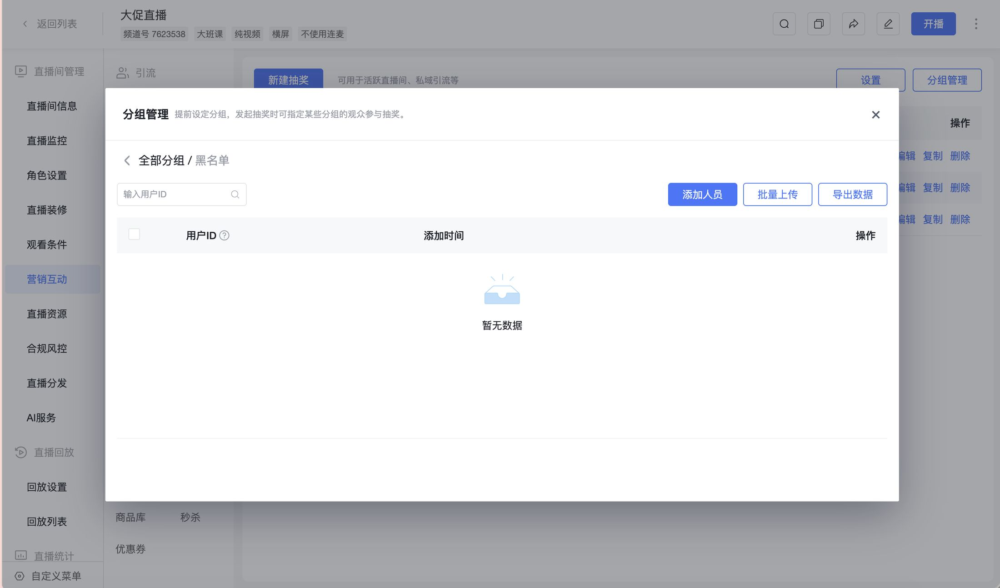 返回列表
大促直播
频道号 7623538 大班课 纯视频 横屏 不使用连麦
开播
直播间管理
直播间信息
直播监控
角色设置
直播装修
观看条件
营销互动
直播资源
合规风控
直播分发
AI服务
直播回放
回放设置
回放列表
直播统计
自定义菜单
引流
商品库 秒杀
优惠券
新建抽奖 可用于活跃直播间、私域引流等 设置 分组管理
操作
编辑 复制 删除
编辑 复制 删除
编辑 复制 删除
分组管理 提前设定分组，发起抽奖时可指定某些分组的观众参与抽奖。
全部分组 / 黑名单
输入用户ID 添加人员 批量上传 导出数据
用户ID 添加时间 操作
暂无数据